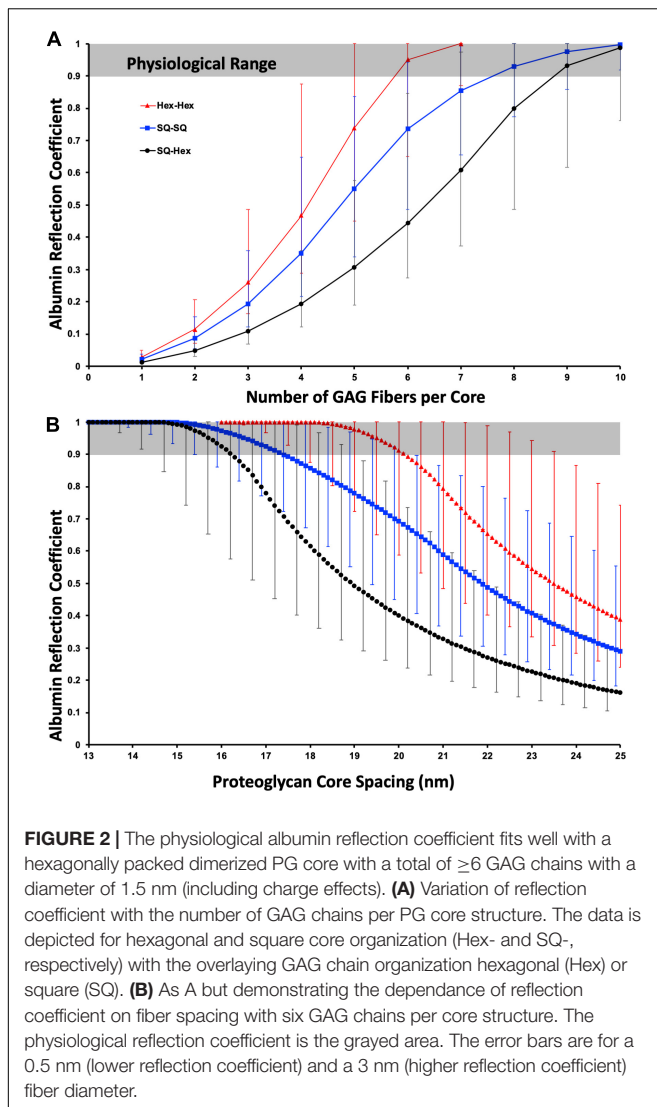 A
1
0.9
0.8
0.7
0.6
0.5
0.4
0.3
0.2
0.1
0
Albumin Reflection Coefficient
Physiological Range
Hex-Hex
SQ-SQ
SQ-Hex
0 1 2 3 4 5 6 7 8 9 10
Number of GAG Fibers per Core
B
1
0.9
0.8
0.7
0.6
0.5
0.4
0.3
0.2
0.1
0
Albumin Reflection Coefficient
13 14 15 16 17 18 19 20 21 22 23 24 25
Proteoglycan Core Spacing (nm)
FIGURE 2 | The physiological albumin reflection coefficient fits well with a
hexagonally packed dimerized PG core with a total of ≥6 GAG chains with a
diameter of 1.5 nm (including charge effects). (A) Variation of reflection
coefficient with the number of GAG chains per PG core structure. The data is
depicted for hexagonal and square core organization (Hex- and SQ-,
respectively) with the overlaying GAG chain organization hexagonal (Hex) or
square (SQ). (B) As A but demonstrating the dependance of reflection
coefficient on fiber spacing with six GAG chains per core structure. The
physiological reflection coefficient is the grayed area. The error bars are for a
0.5 nm (lower reflection coefficient) and a 3 nm (higher reflection coefficient)
fiber diameter.